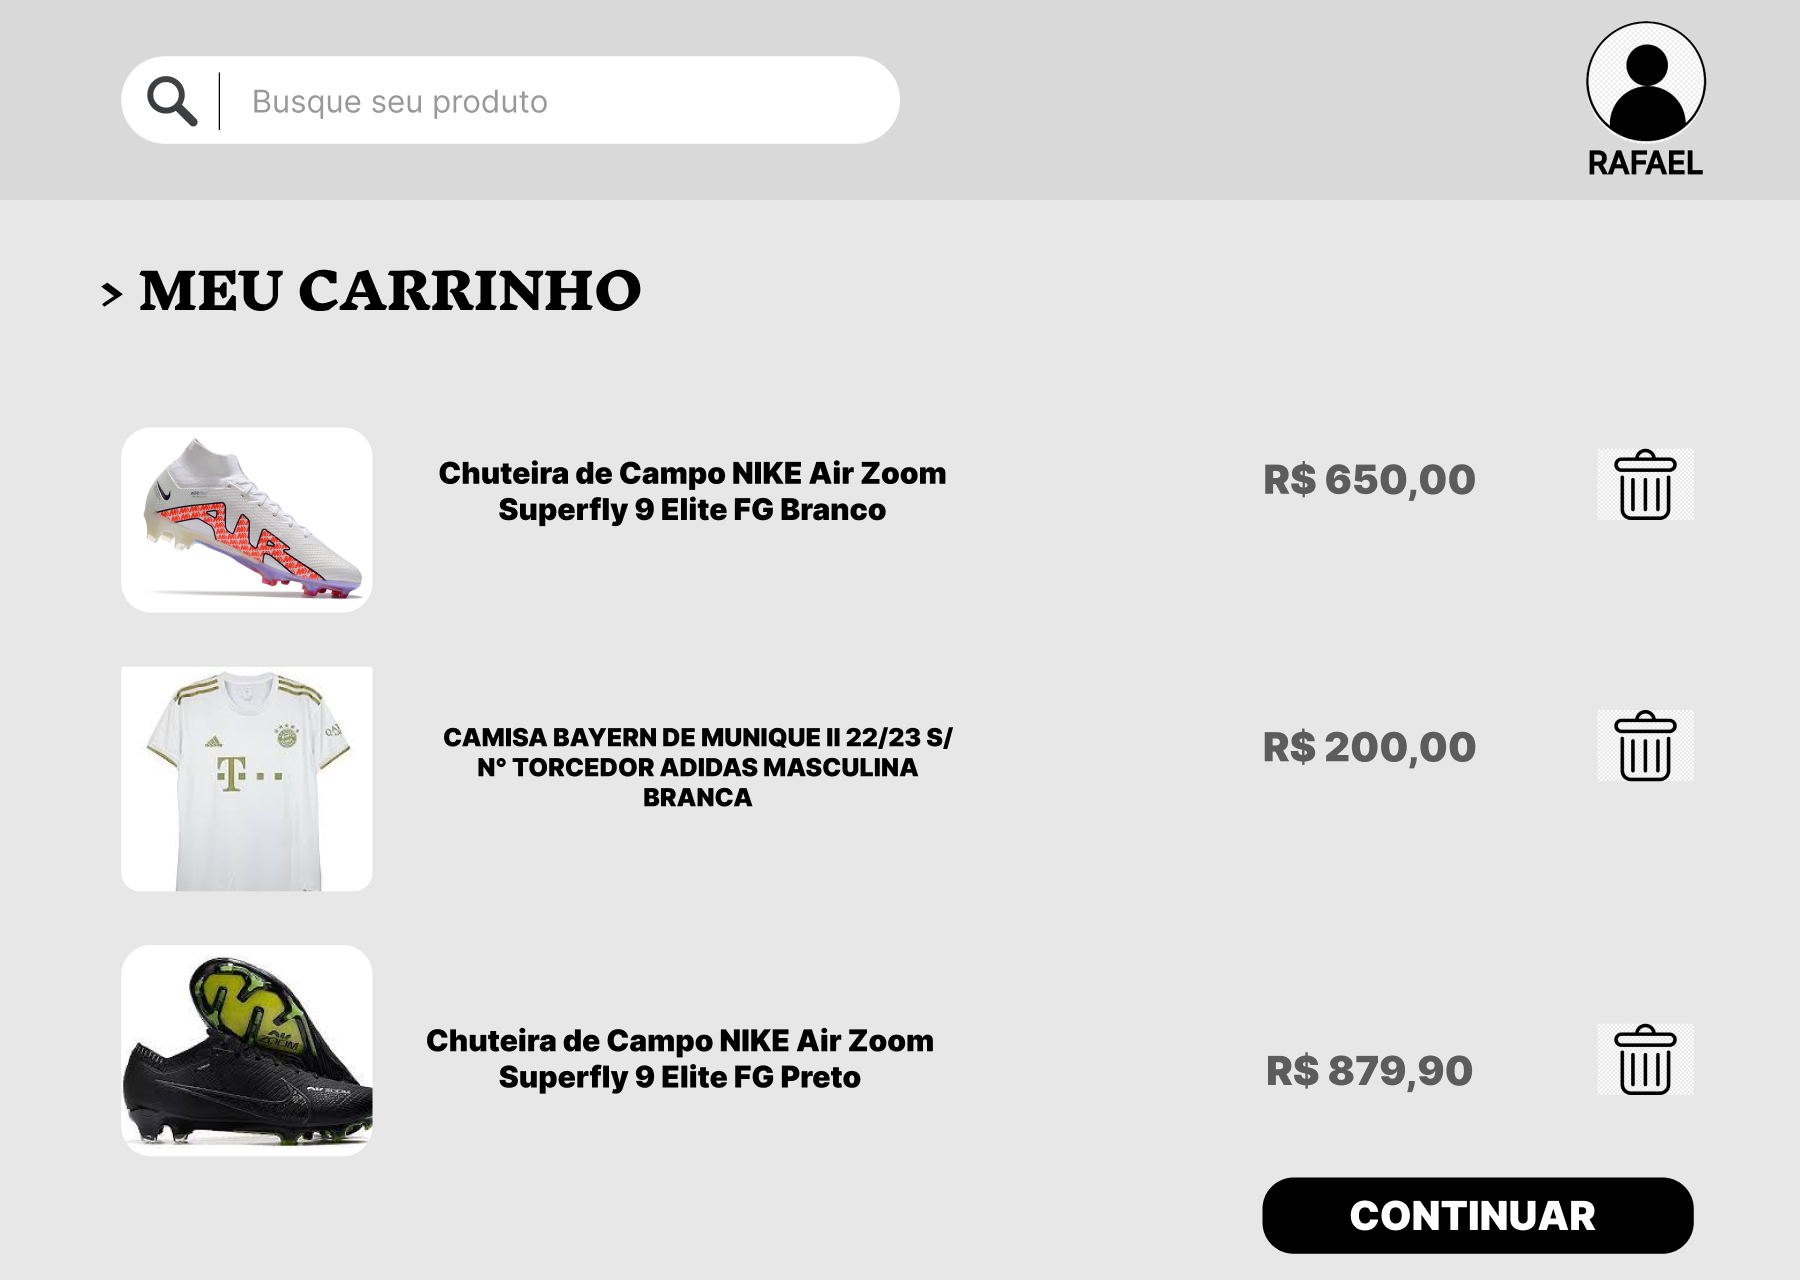 Busque seu produto
RAFAEL
> MEU CARRINHO
Chuteira de Campo NIKE Air Zoom
Superfly 9 Elite FG Branco
R$ 650,00
T
CAMISA BAYERN DE MUNIQUE II 22/23 S/
Nº TORCEDOR ADIDAS MASCULINA
BRANCA
R$ 200,00
ZOOM
Chuteira de Campo NIKE Air Zoom
Superfly 9 Elite FG Preto
R$ 879,90
CONTINUAR